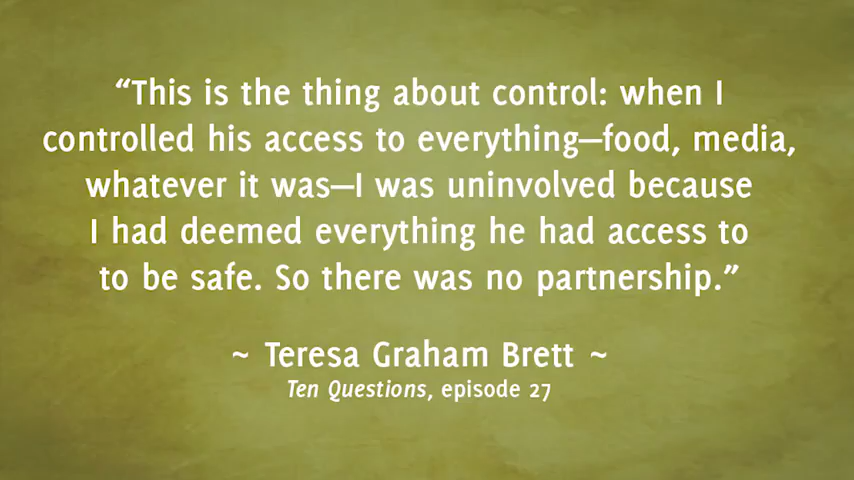 “This is the thing about control: when I
controlled his access to everything—food, media,
whatever it was—I was uninvolved because
I had deemed everything he had access to
to be safe. So there was no partnership.”
~ Teresa Graham Brett ~
Ten Questions, episode 27